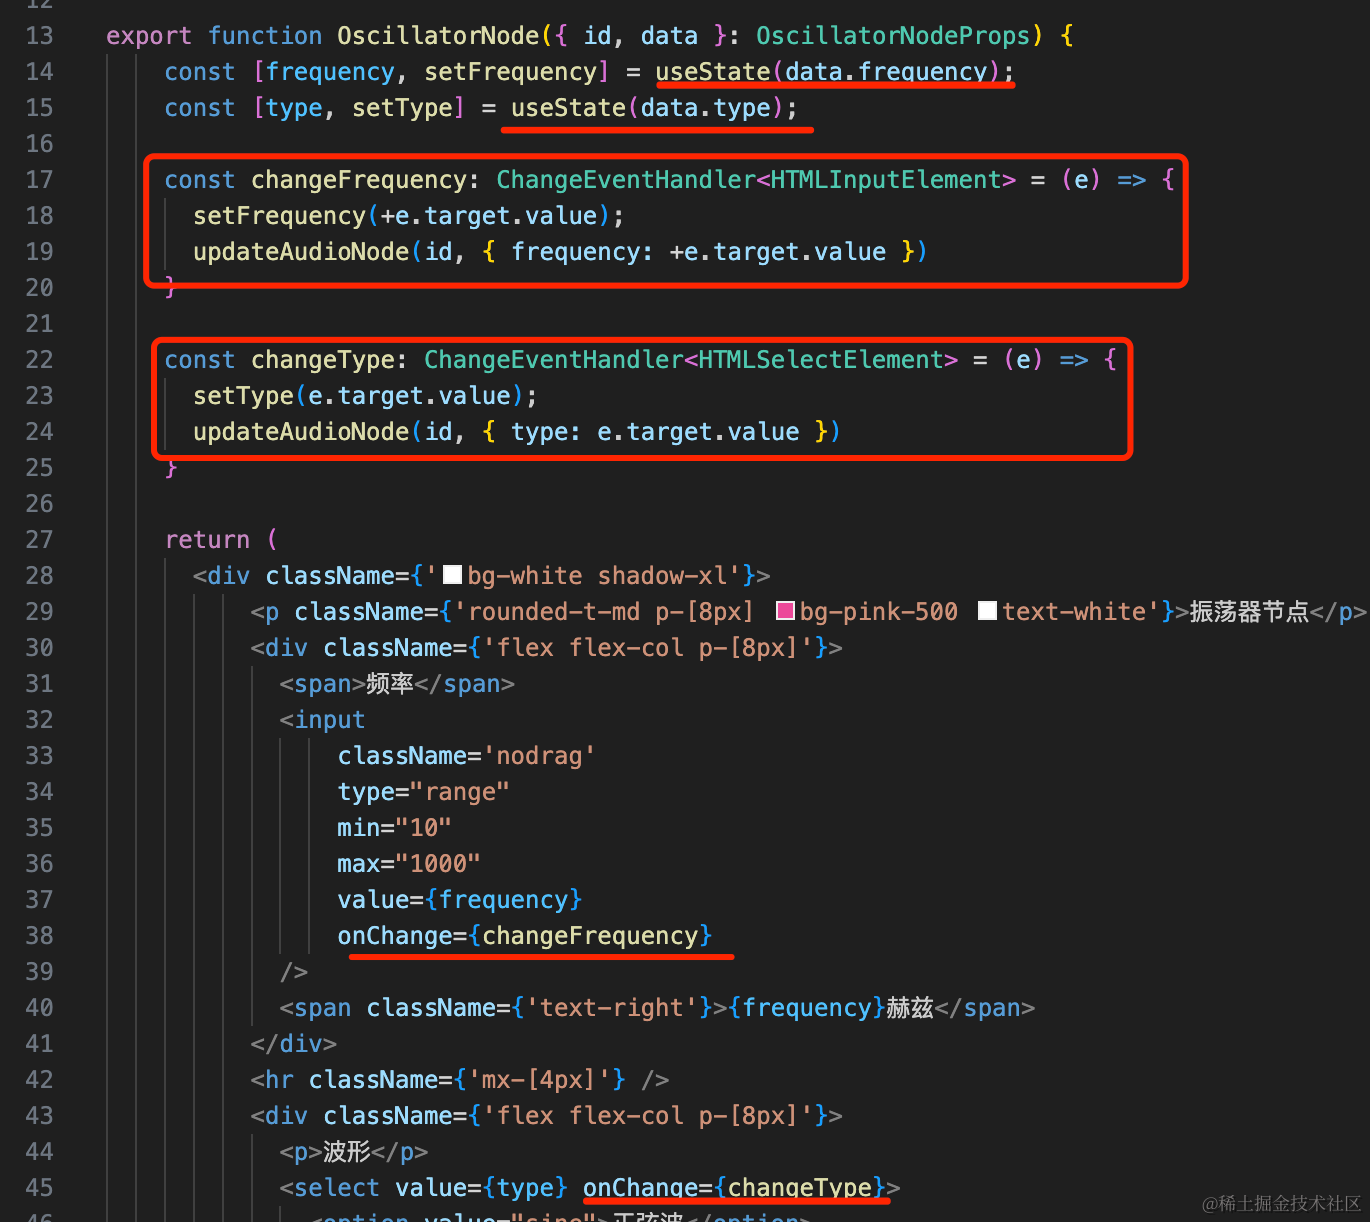 12
13 export function OscillatorNode({ id, data }: OscillatorNodeProps) {
14 const [frequency, setFrequency] = useState(data.frequency);
15 const [type, setType] = useState(data.type);
16
17 const changeFrequency: ChangeEventHandler<HTMLInputElement> = (e) => {
18 setFrequency(+e.target.value);
19 updateAudioNode(id, { frequency: +e.target.value })
20 }
21
22 const changeType: ChangeEventHandler<HTMLSelectElement> = (e) => {
23 setType(e.target.value);
24 updateAudioNode(id, { type: e.target.value })
25 }
26
27 return (
28 <div className={'bg-white shadow-xl'}>
29 <p className={'rounded-t-md p-[8px] bg-pink-500 text-white'}>振荡器节点</p>
30 <div className={'flex flex-col p-[8px]'}>
31 <span>频率</span>
32 <input
33 className='nodrag'
34 type="range"
35 min="10"
36 max="1000"
37 value={frequency}
38 onChange={changeFrequency}
39 />
40 <span className={'text-right'}>{frequency}赫兹</span>
41 </div>
42 <hr className={'mx-[4px]'} />
43 <div className={'flex flex-col p-[8px]'}>
44 <p>波形</p>
45 <select value={type} onChange={changeType}>
46 <option value="sine">正弦波</option>
@稀土掘金技术社区